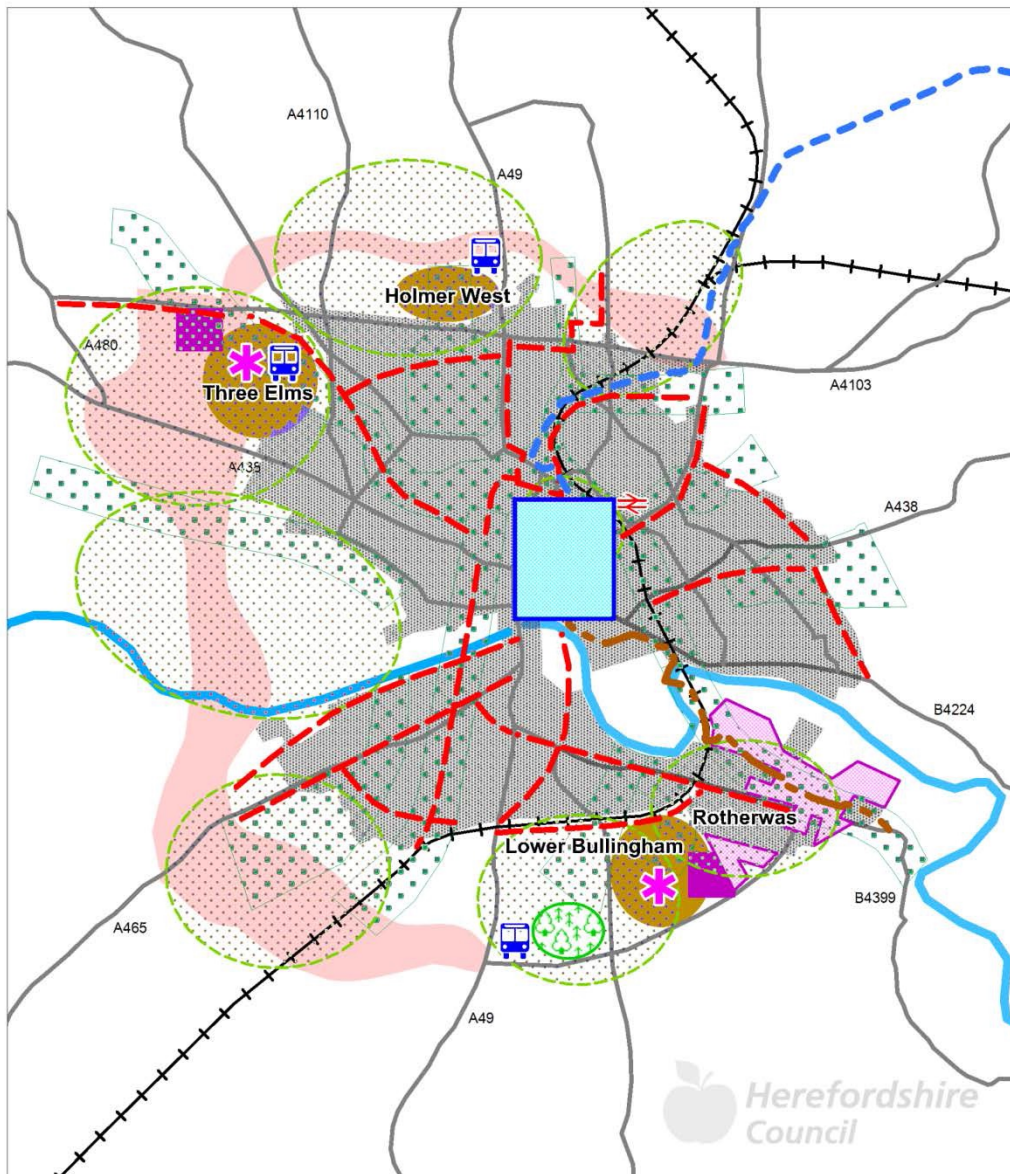 A4110
A49
Holmer West
A480
Three Elms
A4103
A435
A438
B4224
Rotherwas
Lower Bullingham
B4399
A465
A49
Herefordshire
Council